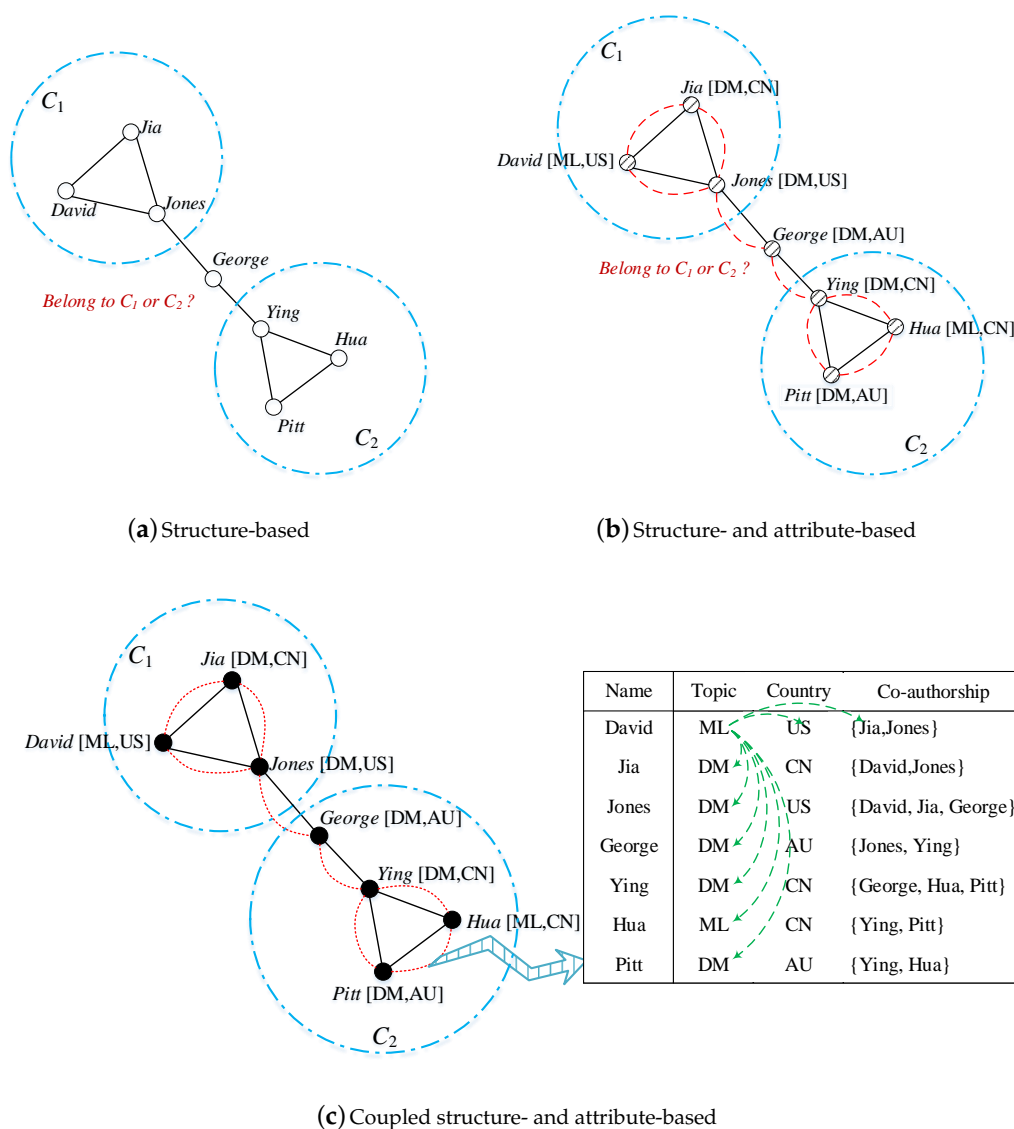 C1
Jia
David
Jones
George
Belong to C1 or C2 ?
Ying
Hua
Pitt
C2
(a) Structure-based
C1
Jia [DM,CN]
David [ML,US]
Jones [DM,US]
George [DM,AU]
Belong to C1 or C2 ?
Ying [DM,CN]
Hua [ML,CN]
Pitt [DM,AU]
C2
(b) Structure- and attribute-based
C1
Jia [DM,CN]
David [ML,US]
Jones [DM,US]
George [DM,AU]
Ying [DM,CN]
Hua [ML,CN]
Pitt [DM,AU]
C2
Name Topic Country Co-authorship
David ML US {Jia,Jones}
Jia DM CN {David,Jones}
Jones DM US {David, Jia, George}
George DM AU {Jones, Ying}
Ying DM CN {George, Hua, Pitt}
Hua ML CN {Ying, Pitt}
Pitt DM AU {Ying, Hua}
(c) Coupled structure- and attribute-based